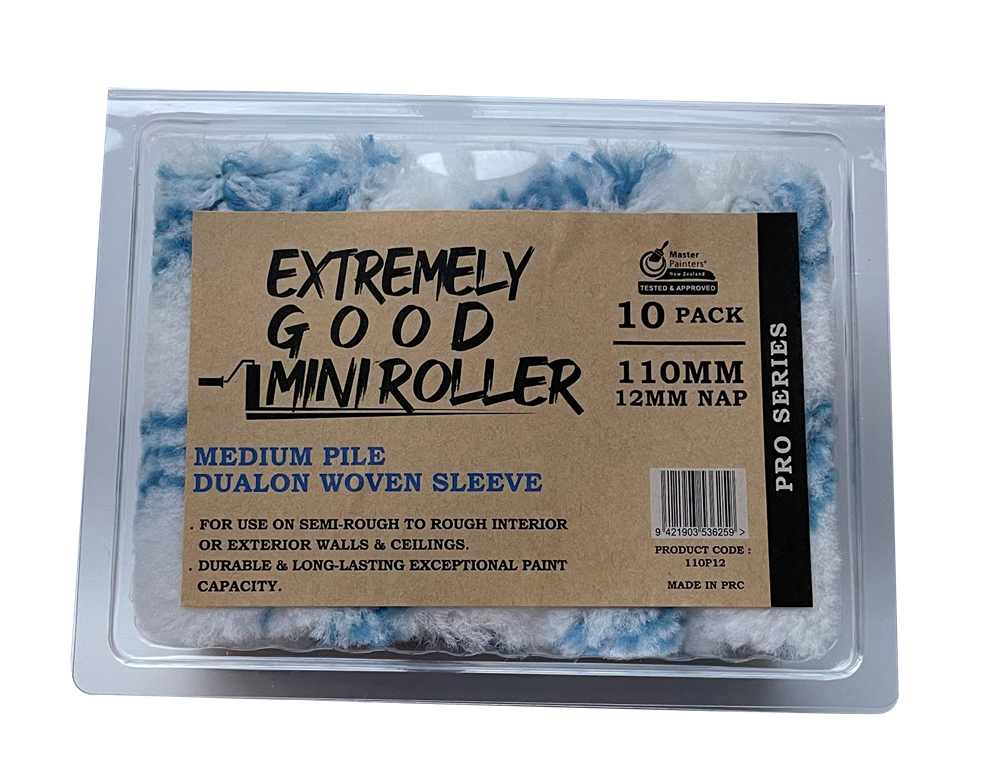 EXTREMELY
GOOD
MINI ROLLER
MEDIUM PILE
DUALON WOVEN SLEEVE
. FOR USE ON SEMI-ROUGH TO ROUGH INTERIOR
OR EXTERIOR WALLS & CEILINGS.
. DURABLE & LONG-LASTING EXCEPTIONAL PAINT
CAPACITY.
Master
Painters®
New Zealand
TESTED & APPROVED
10 PACK
110MM
12MM NAP
9 421903 536259 >
PRODUCT CODE :
110P12
MADE IN PRC
PRO SERIES